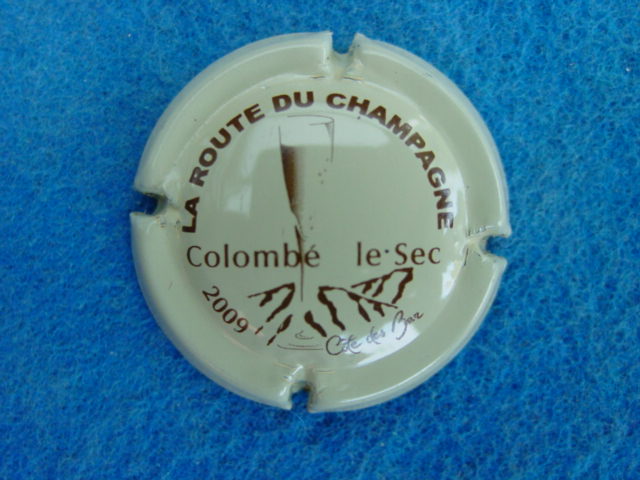 LA ROUTE DU CHAMPAGNE
Colombé le Sec
2009
Côte des Bar